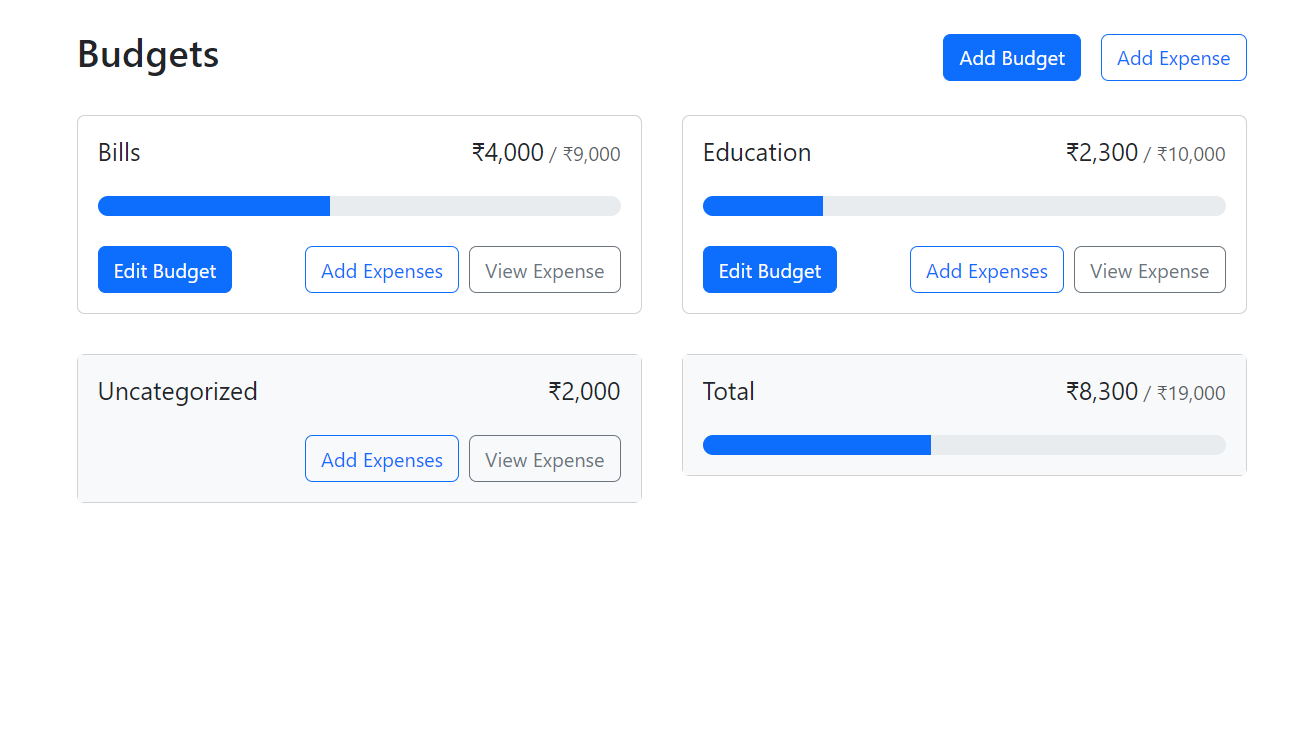 Budgets
Add Budget
Add Expense
Bills
₹4,000 / ₹9,000
Edit Budget
Add Expenses
View Expense
Education
₹2,300 / ₹10,000
Edit Budget
Add Expenses
View Expense
Uncategorized
₹2,000
Add Expenses
View Expense
Total
₹8,300 / ₹19,000